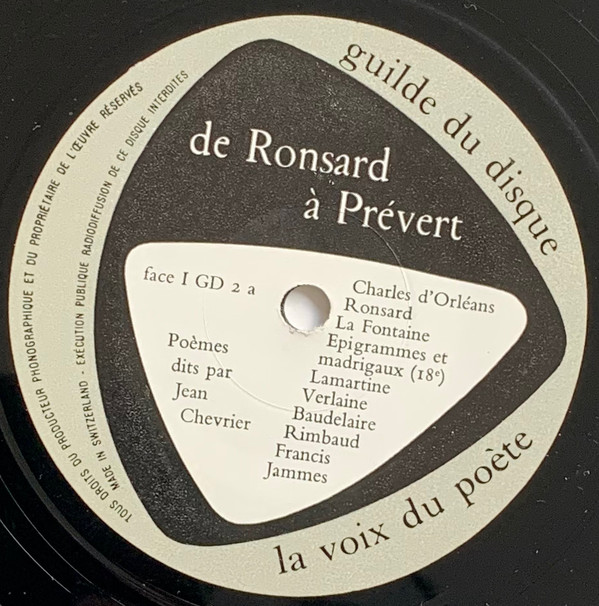 guilde du disque
de Ronsard
à Prévert
face I GD 2 a
Poèmes
dits par
Jean
Chevrier
Charles d'Orléans
Ronsard
La Fontaine
Epigrammes et
madrigaux (18e)
Lamartine
Verlaine
Baudelaire
Rimbaud
Francis
Jammes
la voix du poète
TOUS DROITS DU PRODUCTEUR PHONOGRAPHIQUE ET DU PROPRIÉTAIRE DE L'ŒUVRE RÉSERVÉS
MADE IN SWITZERLAND - EXÉCUTION PUBLIQUE RADIODIFFUSION DE CE DISQUE INTERDITES